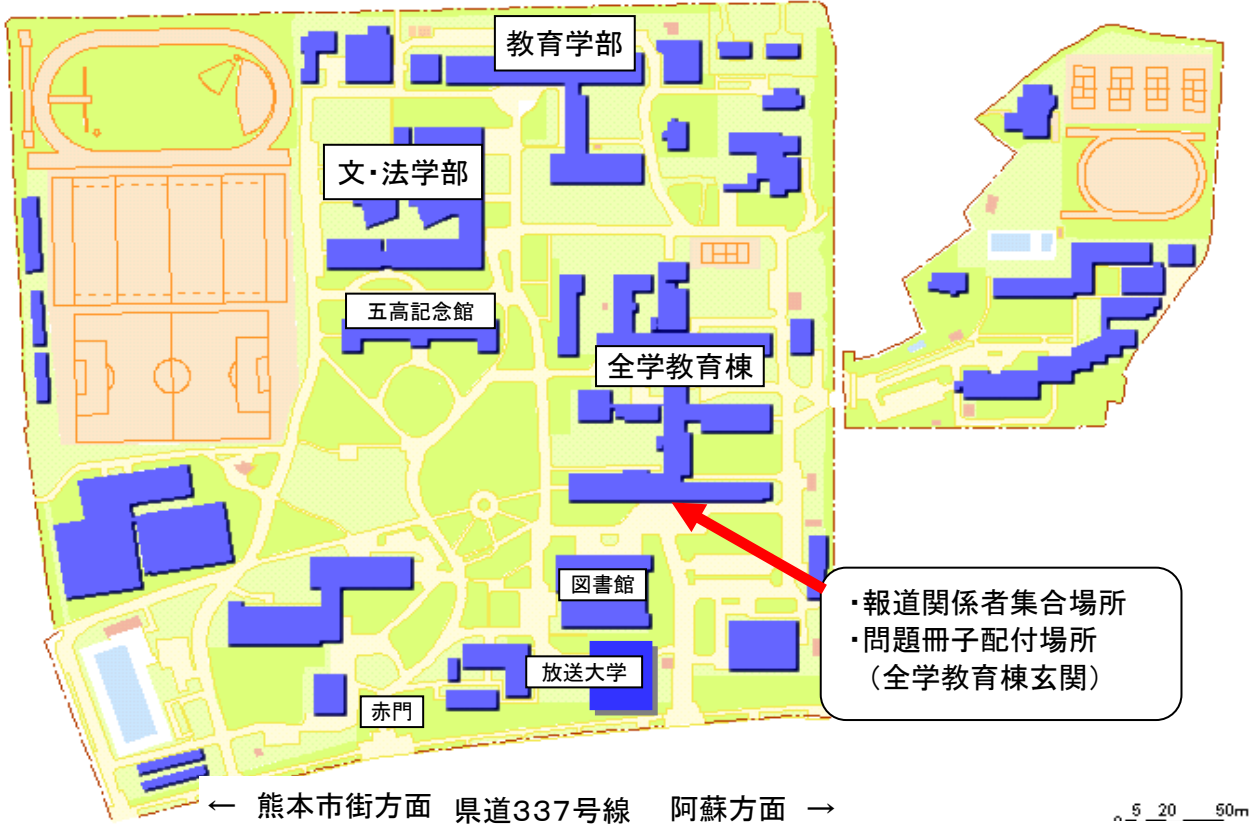 教育学部
文・法学部
五高記念館
全学教育棟
図書館
・報道関係者集合場所
・問題冊子配付場所
（全学教育棟玄関）
放送大学
赤門
← 熊本市街方面 県道337号線 阿蘇方面 →
0 5 20 50m